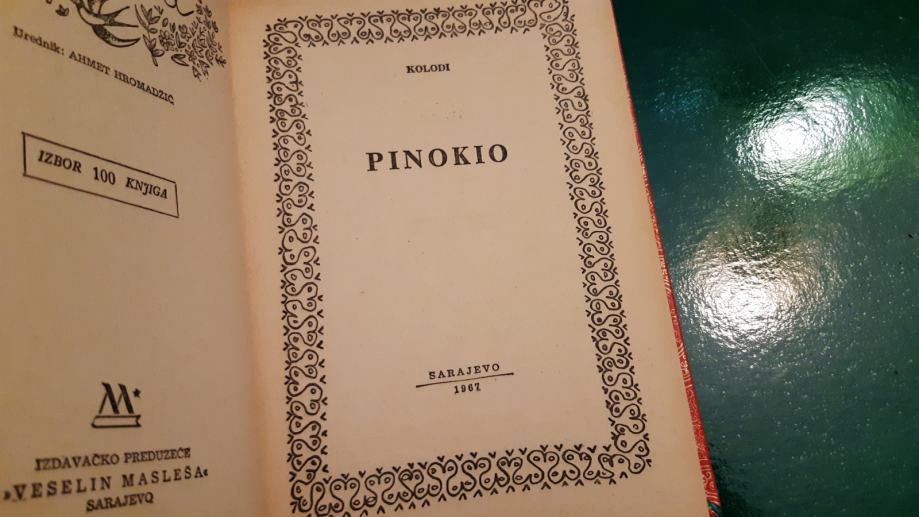 Urednik: AHMET HROMADŽIĆ
IZBOR 100 KNJIGA
IZDAVAČKO PREDUZEĆE
»VESELIN MASLEŠA«
SARAJEVO
KOLODI
PINOKIO
SARAJEVO
1967